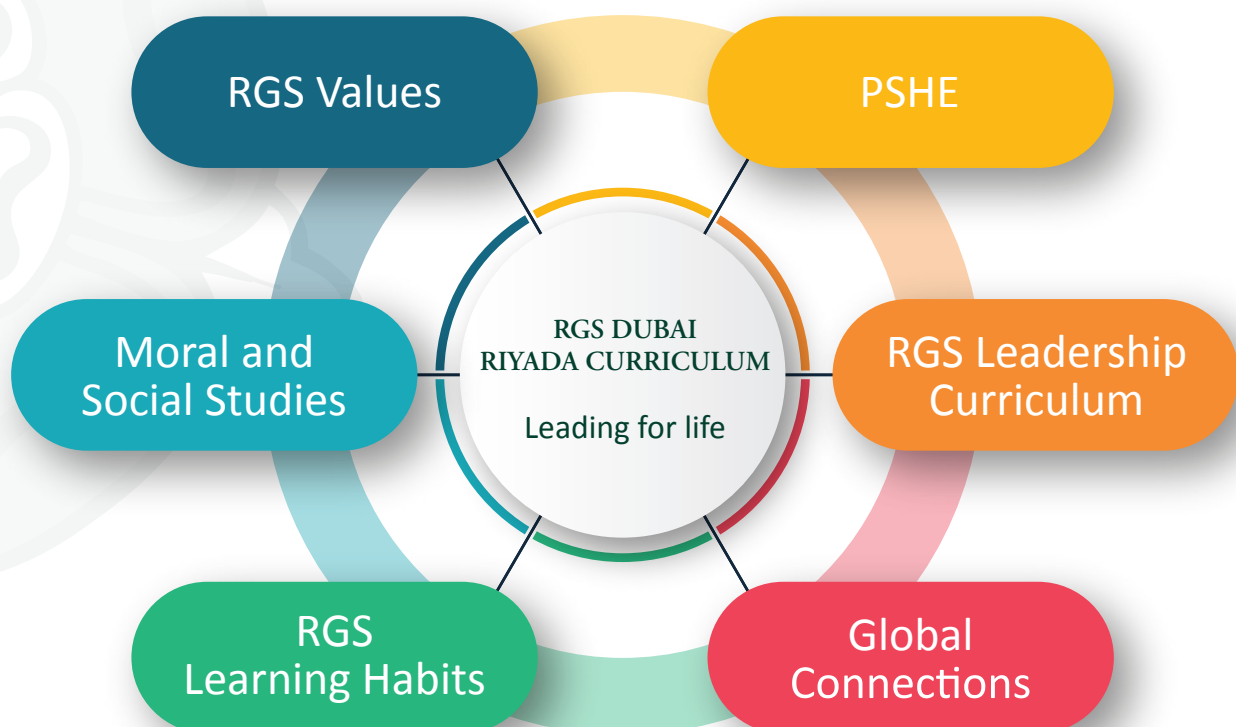 RGS Values
PSHE
Moral and
Social Studies
RGS DUBAI
RIYADA CURRICULUM
Leading for life
RGS Leadership
Curriculum
RGS
Learning Habits
Global
Connections